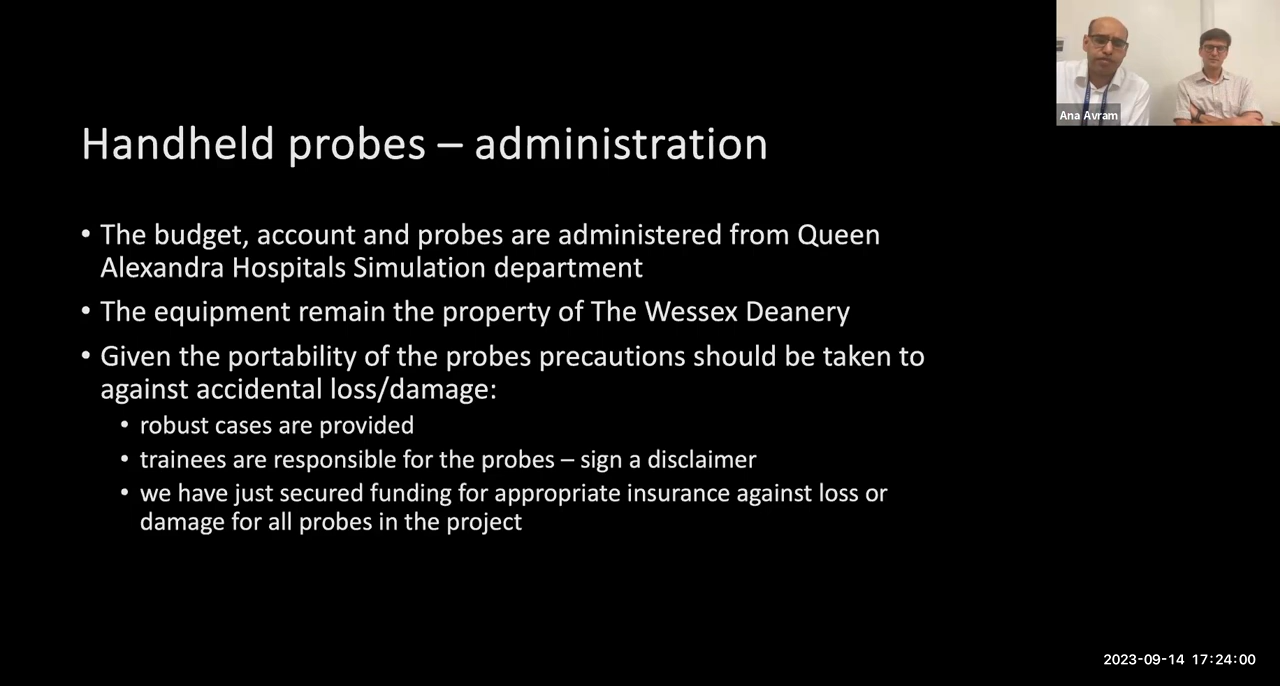 Ana Avram
Handheld probes – administration
• The budget, account and probes are administered from Queen
Alexandra Hospitals Simulation department
• The equipment remain the property of The Wessex Deanery
• Given the portability of the probes precautions should be taken to
against accidental loss/damage:
• robust cases are provided
• trainees are responsible for the probes – sign a disclaimer
• we have just secured funding for appropriate insurance against loss or
damage for all probes in the project
2023-09-14 17:24:00